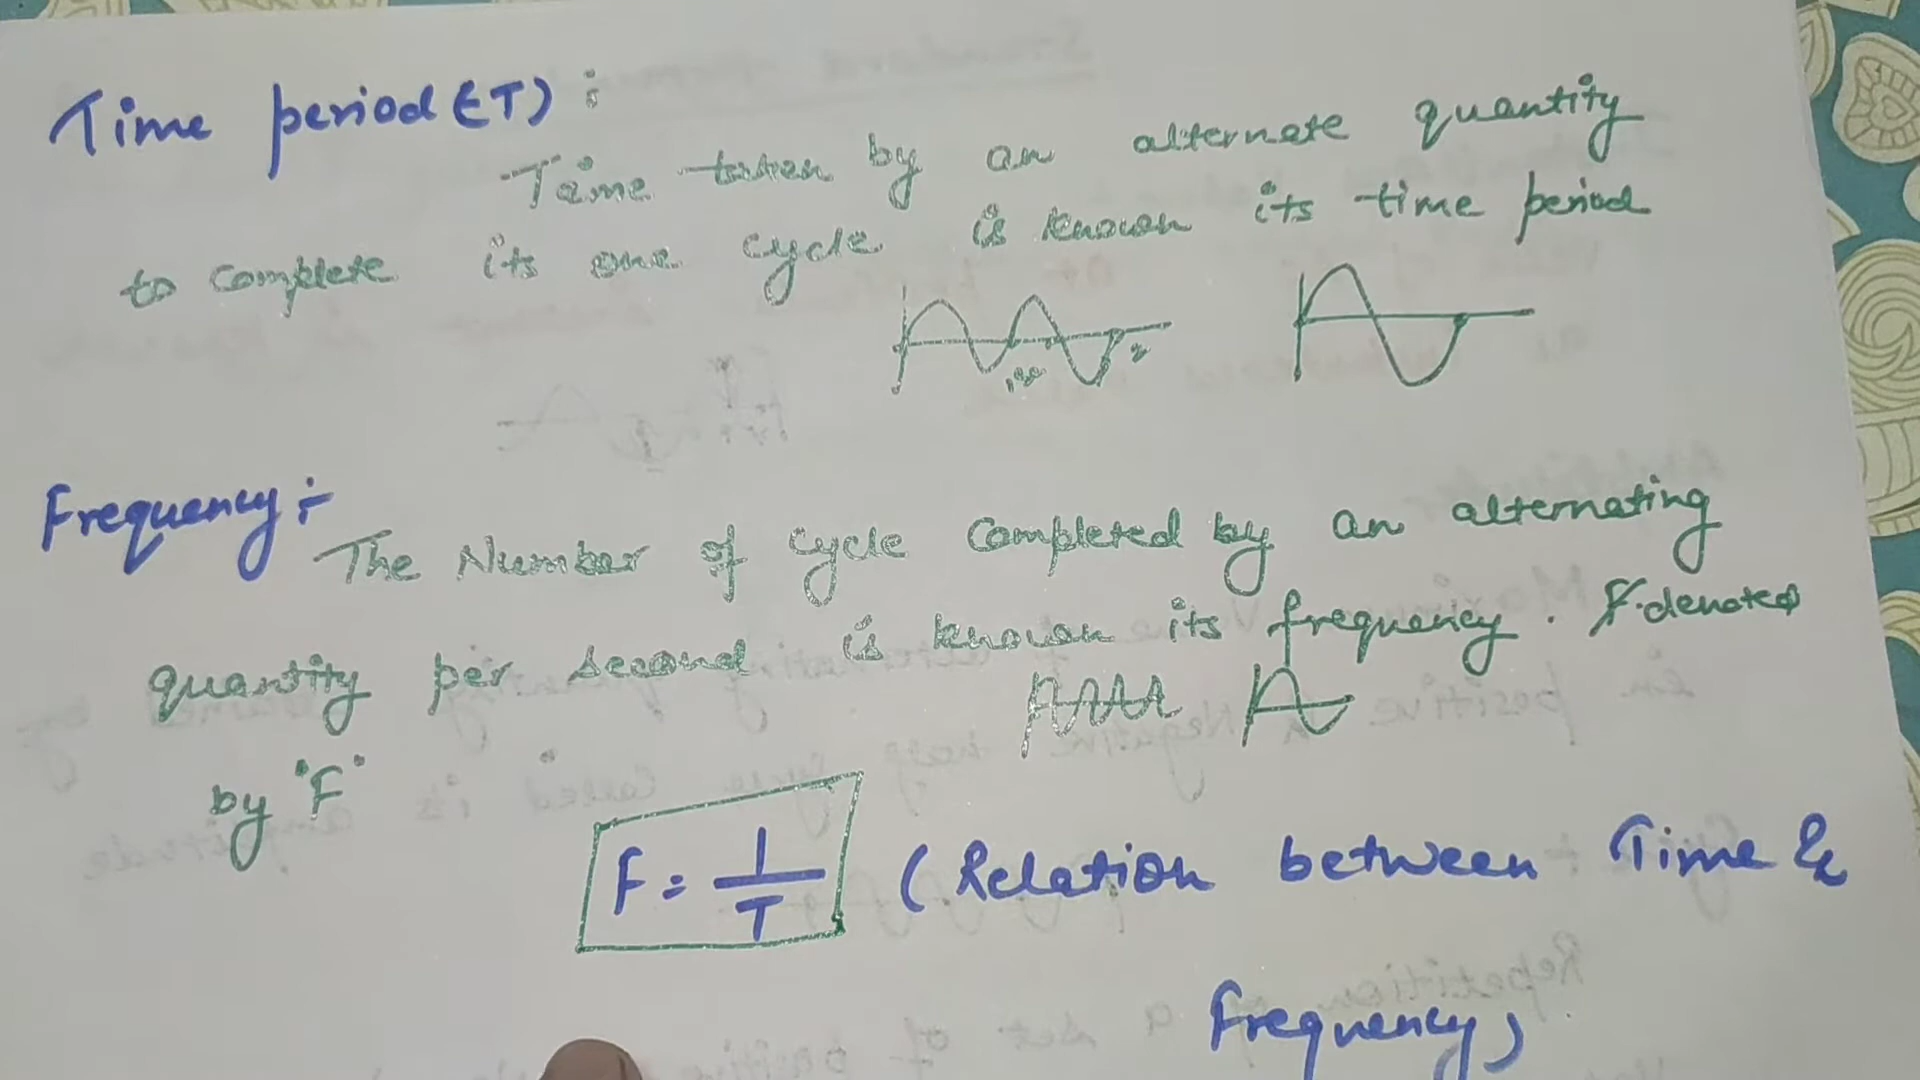 Time period (T) :
Time taken by an alternate quantity
to complete its one cycle is known its time period
Frequency :-
The Number of cycle completed by an alternating
quantity per second is known its frequency. denoted
by "F"
F = 1/T (Relation between Time &
Frequency)